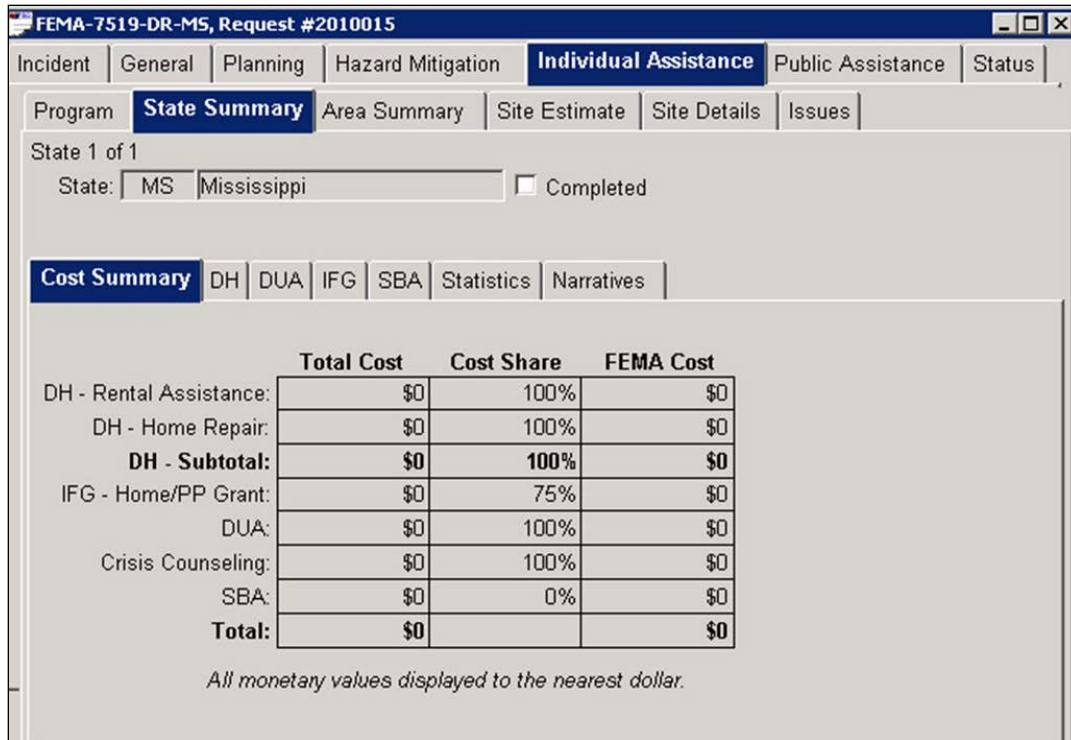 FEMA-7519-DR-MS, Request #2010015
Incident General Planning Hazard Mitigation Individual Assistance Public Assistance Status
Program State Summary Area Summary Site Estimate Site Details Issues
State 1 of 1
State: MS Mississippi Completed
Cost Summary DH DUA IFG SBA Statistics Narratives
Total Cost Cost Share FEMA Cost
DH - Rental Assistance: $0 100% $0
DH - Home Repair: $0 100% $0
DH - Subtotal: $0 100% $0
IFG - Home/PP Grant: $0 75% $0
DUA: $0 100% $0
Crisis Counseling: $0 100% $0
SBA: $0 0% $0
Total: $0 $0
All monetary values displayed to the nearest dollar.